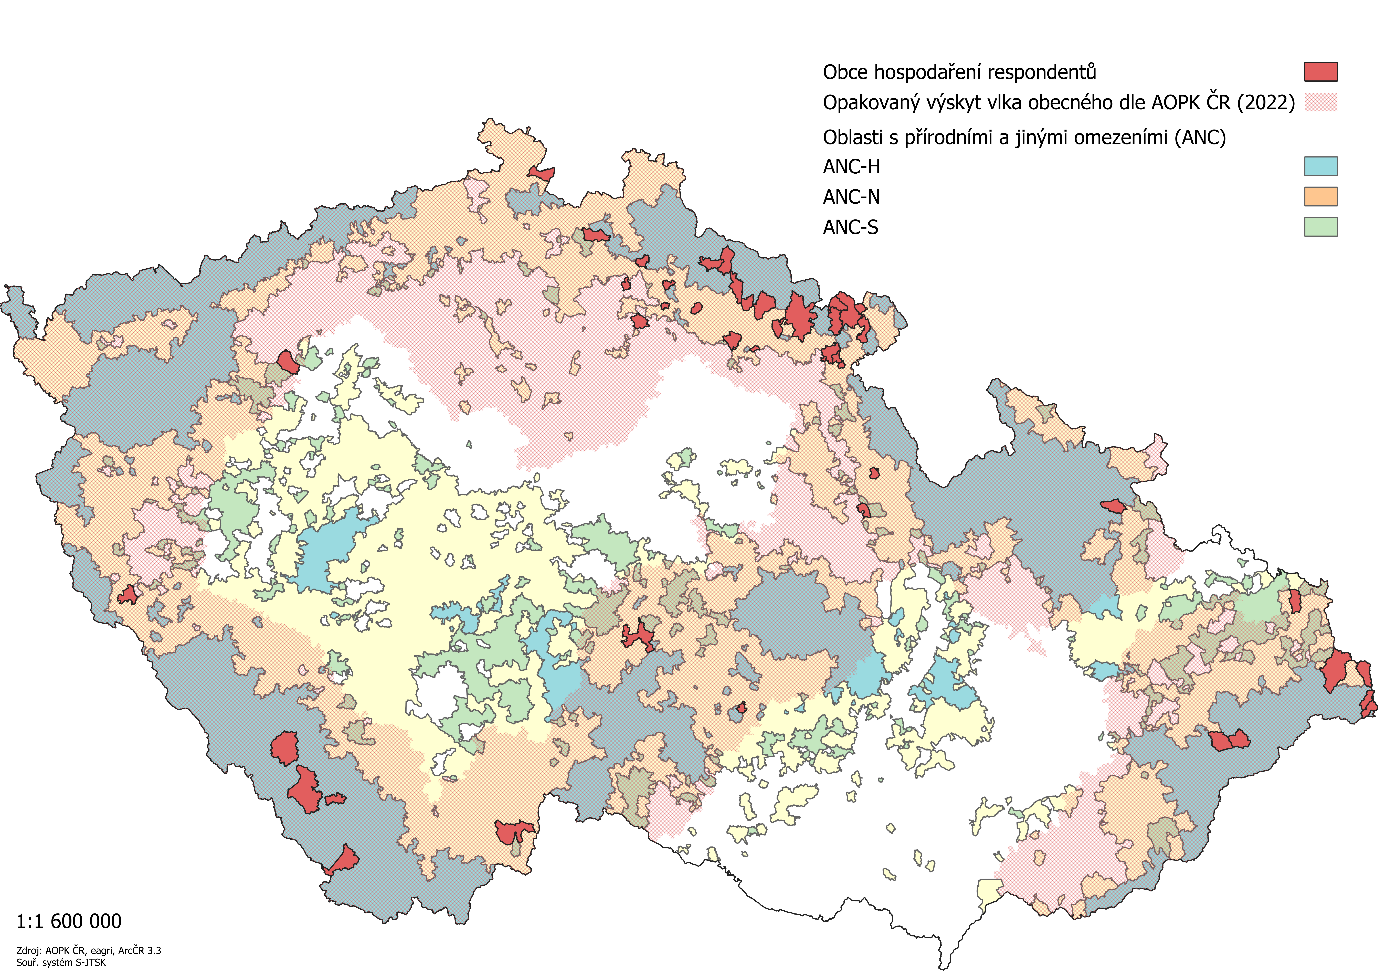 Obce hospodaření respondentů
Opakovaný výskyt vlka obecného dle AOPK ČR (2022)
Oblasti s přírodními a jinými omezeními (ANC)
ANC-H
ANC-N
ANC-S
1:1 600 000
Zdroj: AOPK ČR, eagri, ArcČR 3.3
Souř. systém S-JTSK